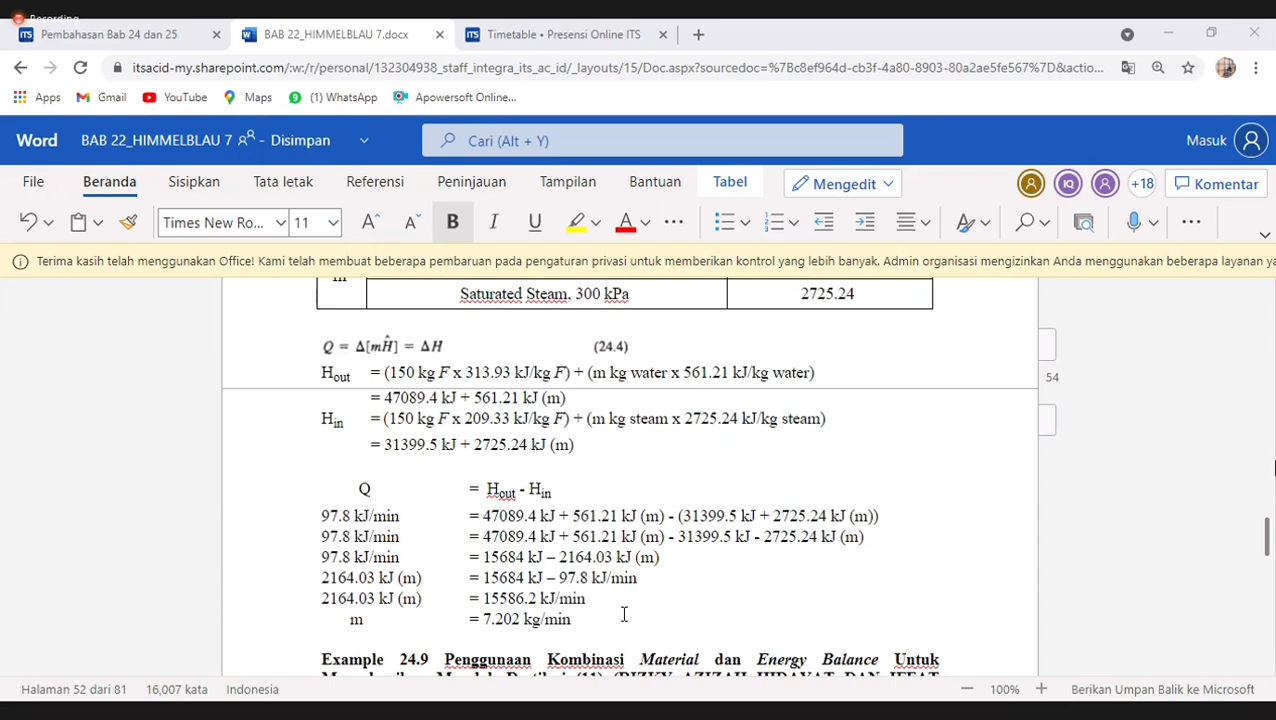 Recording
Pembahasan Bab 24 dan 25
BAB 22_HIMMELBLAU 7.docx
Timetable • Presensi Online ITS
itsacid-my.sharepoint.com/:w:/r/personal/132304938_staff_integra_its_ac_id/_layouts/15/Doc.aspx?sourcedoc=%7Bc8ef964d-cb3f-4a80-8903-80a2ae5fe567%7D&actio...
Apps
Gmail
YouTube
Maps
(1) WhatsApp
Apowersoft Online...
Word
BAB 22_HIMMELBLAU 7 - Disimpan
Cari (Alt + Y)
Masuk
File
Beranda
Sisipkan
Tata letak
Referensi
Peninjauan
Tampilan
Bantuan
Tabel
Mengedit
IQ
+18
Komentar
Times New Ro...
11
B
I
U
A
Terima kasih telah menggunakan Office! Kami telah membuat beberapa pembaruan pada pengaturan privasi untuk memberikan kontrol yang lebih banyak. Admin organisasi mengizinkan Anda menggunakan beberapa layanan ya
Saturated Steam, 300 kPa 2725.24
Q = Δ[mĤ] = ΔH (24.4)
Hout = (150 kg F x 313.93 kJ/kg F) + (m kg water x 561.21 kJ/kg water)
54
= 47089.4 kJ + 561.21 kJ (m)
Hin = (150 kg F x 209.33 kJ/kg F) + (m kg steam x 2725.24 kJ/kg steam)
= 31399.5 kJ + 2725.24 kJ (m)
Q = Hout - Hin
97.8 kJ/min = 47089.4 kJ + 561.21 kJ (m) - (31399.5 kJ + 2725.24 kJ (m))
97.8 kJ/min = 47089.4 kJ + 561.21 kJ (m) - 31399.5 kJ - 2725.24 kJ (m)
97.8 kJ/min = 15684 kJ – 2164.03 kJ (m)
2164.03 kJ (m) = 15684 kJ – 97.8 kJ/min
2164.03 kJ (m) = 15586.2 kJ/min
m = 7.202 kg/min
Example 24.9 Penggunaan Kombinasi Material dan Energy Balance Untuk
Halaman 52 dari 81
16,007 kata
Indonesia
100%
Berikan Umpan Balik ke Microsoft